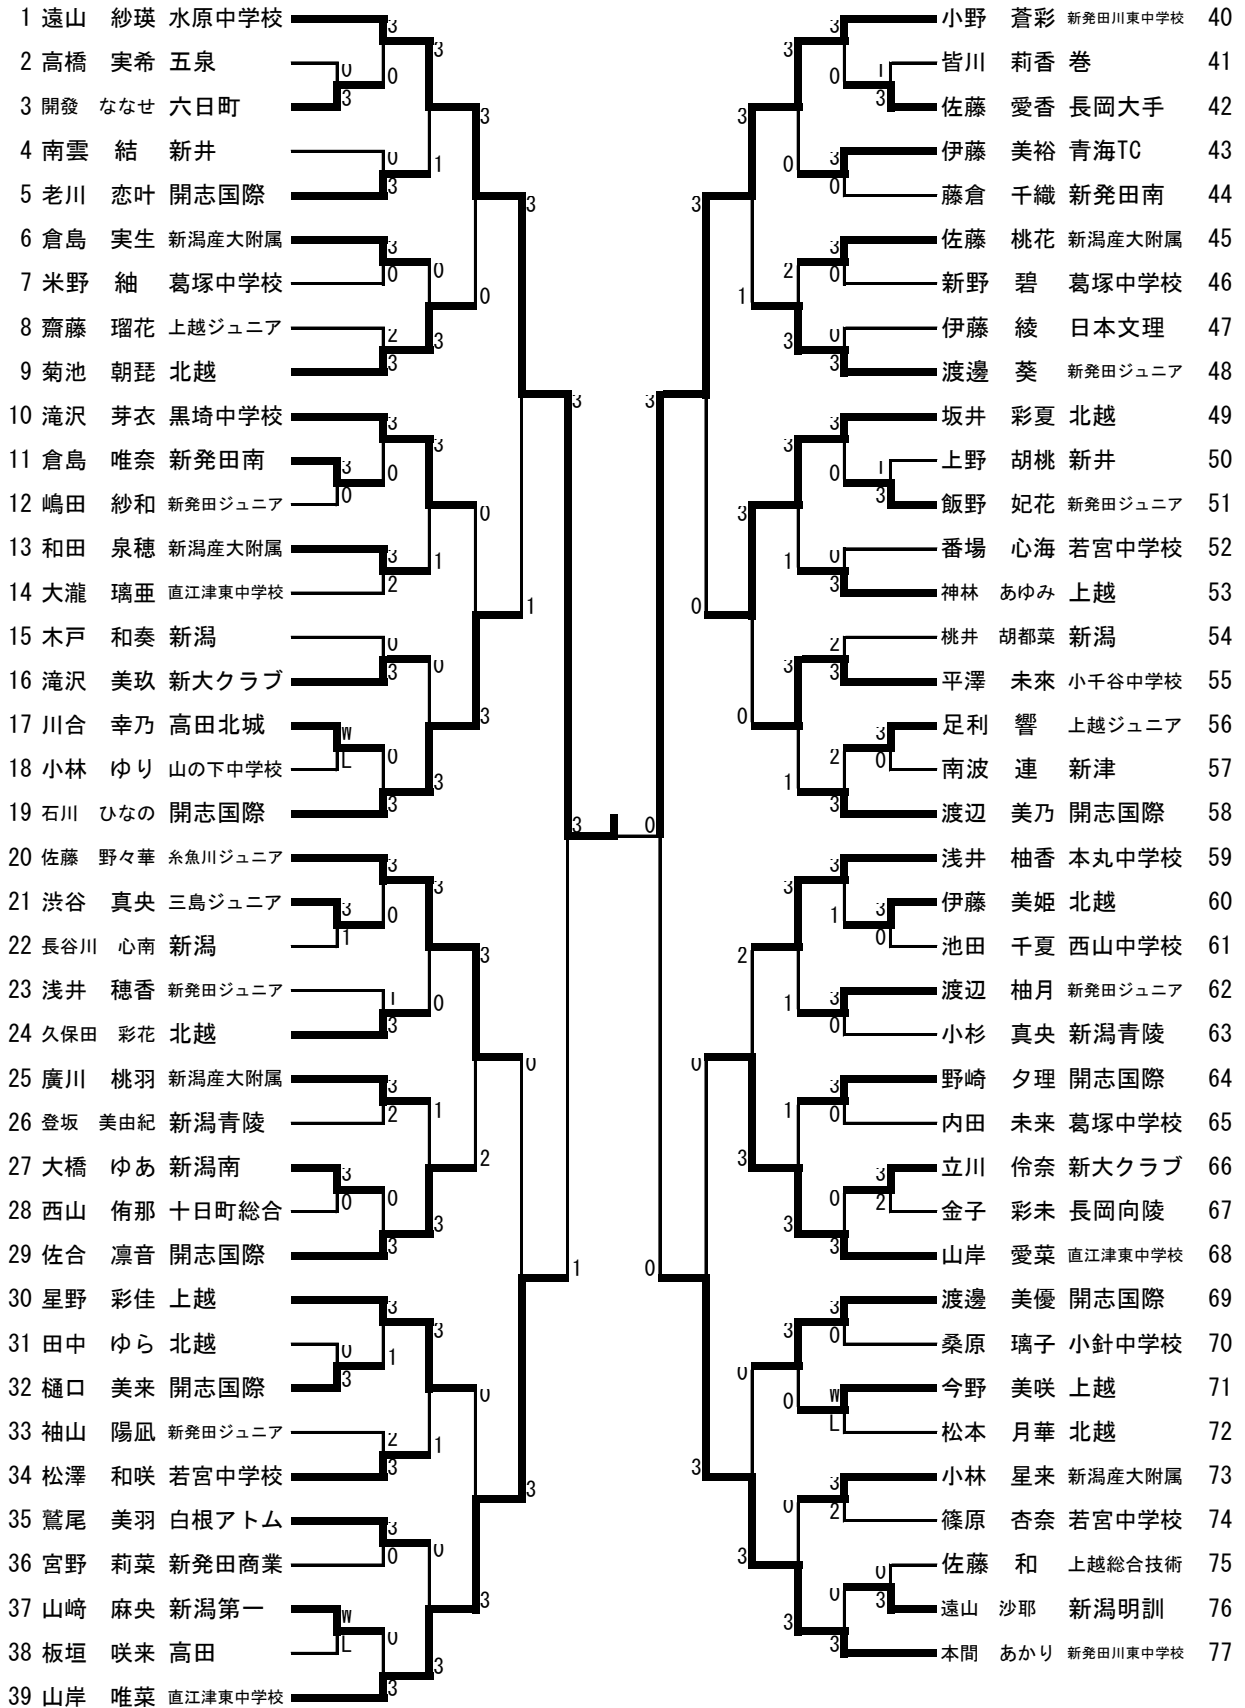 1 遠山 紗瑛 水原中学校
2 高橋 実希 五泉
3 開發 ななせ 六日町
4 南雲 結 新井
5 老川 恋叶 開志国際
6 倉島 実生 新潟産大附属
7 米野 紬 葛塚中学校
8 齋藤 瑠花 上越ジュニア
9 菊池 朝琵 北越
10 滝沢 芽衣 黒埼中学校
11 倉島 唯奈 新発田南
12 嶋田 紗和 新発田ジュニア
13 和田 泉穂 新潟産大附属
14 大瀧 璃亜 直江津東中学校
15 木戸 和奏 新潟
16 滝沢 美玖 新大クラブ
17 川合 幸乃 高田北城
18 小林 ゆり 山の下中学校
19 石川 ひなの 開志国際
20 佐藤 野々華 糸魚川ジュニア
21 渋谷 真央 三島ジュニア
22 長谷川 心南 新潟
23 浅井 穂香 新発田ジュニア
24 久保田 彩花 北越
25 廣川 桃羽 新潟産大附属
26 登坂 美由紀 新潟青陵
27 大橋 ゆあ 新潟南
28 西山 侑那 十日町総合
29 佐合 凛音 開志国際
30 星野 彩佳 上越
31 田中 ゆら 北越
32 樋口 美来 開志国際
33 袖山 陽凪 新発田ジュニア
34 松澤 和咲 若宮中学校
35 鷲尾 美羽 白根アトム
36 宮野 莉菜 新発田商業
37 山﨑 麻央 新潟第一
38 板垣 咲来 高田
39 山岸 唯菜 直江津東中学校
小野 蒼彩 新発田川東中学校 40
皆川 莉香 巻 41
佐藤 愛香 長岡大手 42
伊藤 美裕 青海TC 43
藤倉 千織 新発田南 44
佐藤 桃花 新潟産大附属 45
新野 碧 葛塚中学校 46
伊藤 綾 日本文理 47
渡邊 葵 新発田ジュニア 48
坂井 彩夏 北越 49
上野 胡桃 新井 50
飯野 妃花 新発田ジュニア 51
番場 心海 若宮中学校 52
神林 あゆみ 上越 53
桃井 胡都菜 新潟 54
平澤 未來 小千谷中学校 55
足利 響 上越ジュニア 56
南波 連 新津 57
渡辺 美乃 開志国際 58
浅井 柚香 本丸中学校 59
伊藤 美姫 北越 60
池田 千夏 西山中学校 61
渡辺 柚月 新発田ジュニア 62
小杉 真央 新潟青陵 63
野崎 夕理 開志国際 64
内田 未来 葛塚中学校 65
立川 伶奈 新大クラブ 66
金子 彩未 長岡向陵 67
山岸 愛菜 直江津東中学校 68
渡邊 美優 開志国際 69
桑原 璃子 小針中学校 70
今野 美咲 上越 71
松本 月華 北越 72
小林 星来 新潟産大附属 73
篠原 杏奈 若宮中学校 74
佐藤 和 上越総合技術 75
遠山 沙耶 新潟明訓 76
本間 あかり 新発田川東中学校 77